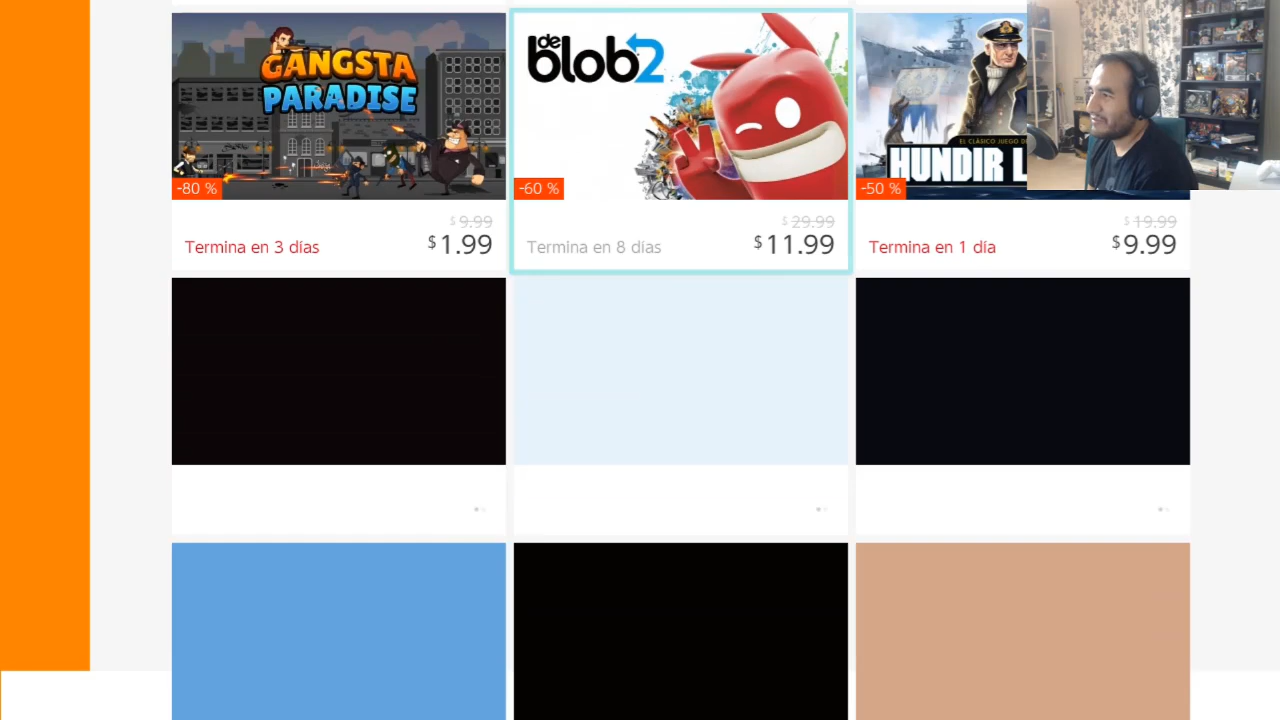 GANGSTA
PARADISE
-80 %
$9.99
Termina en 3 días
$1.99
de
blob2
-60 %
$29.99
Termina en 8 días
$11.99
EL CLÁSICO JUEGO
HUNDIR L
-50 %
$19.99
Termina en 1 día
$9.99